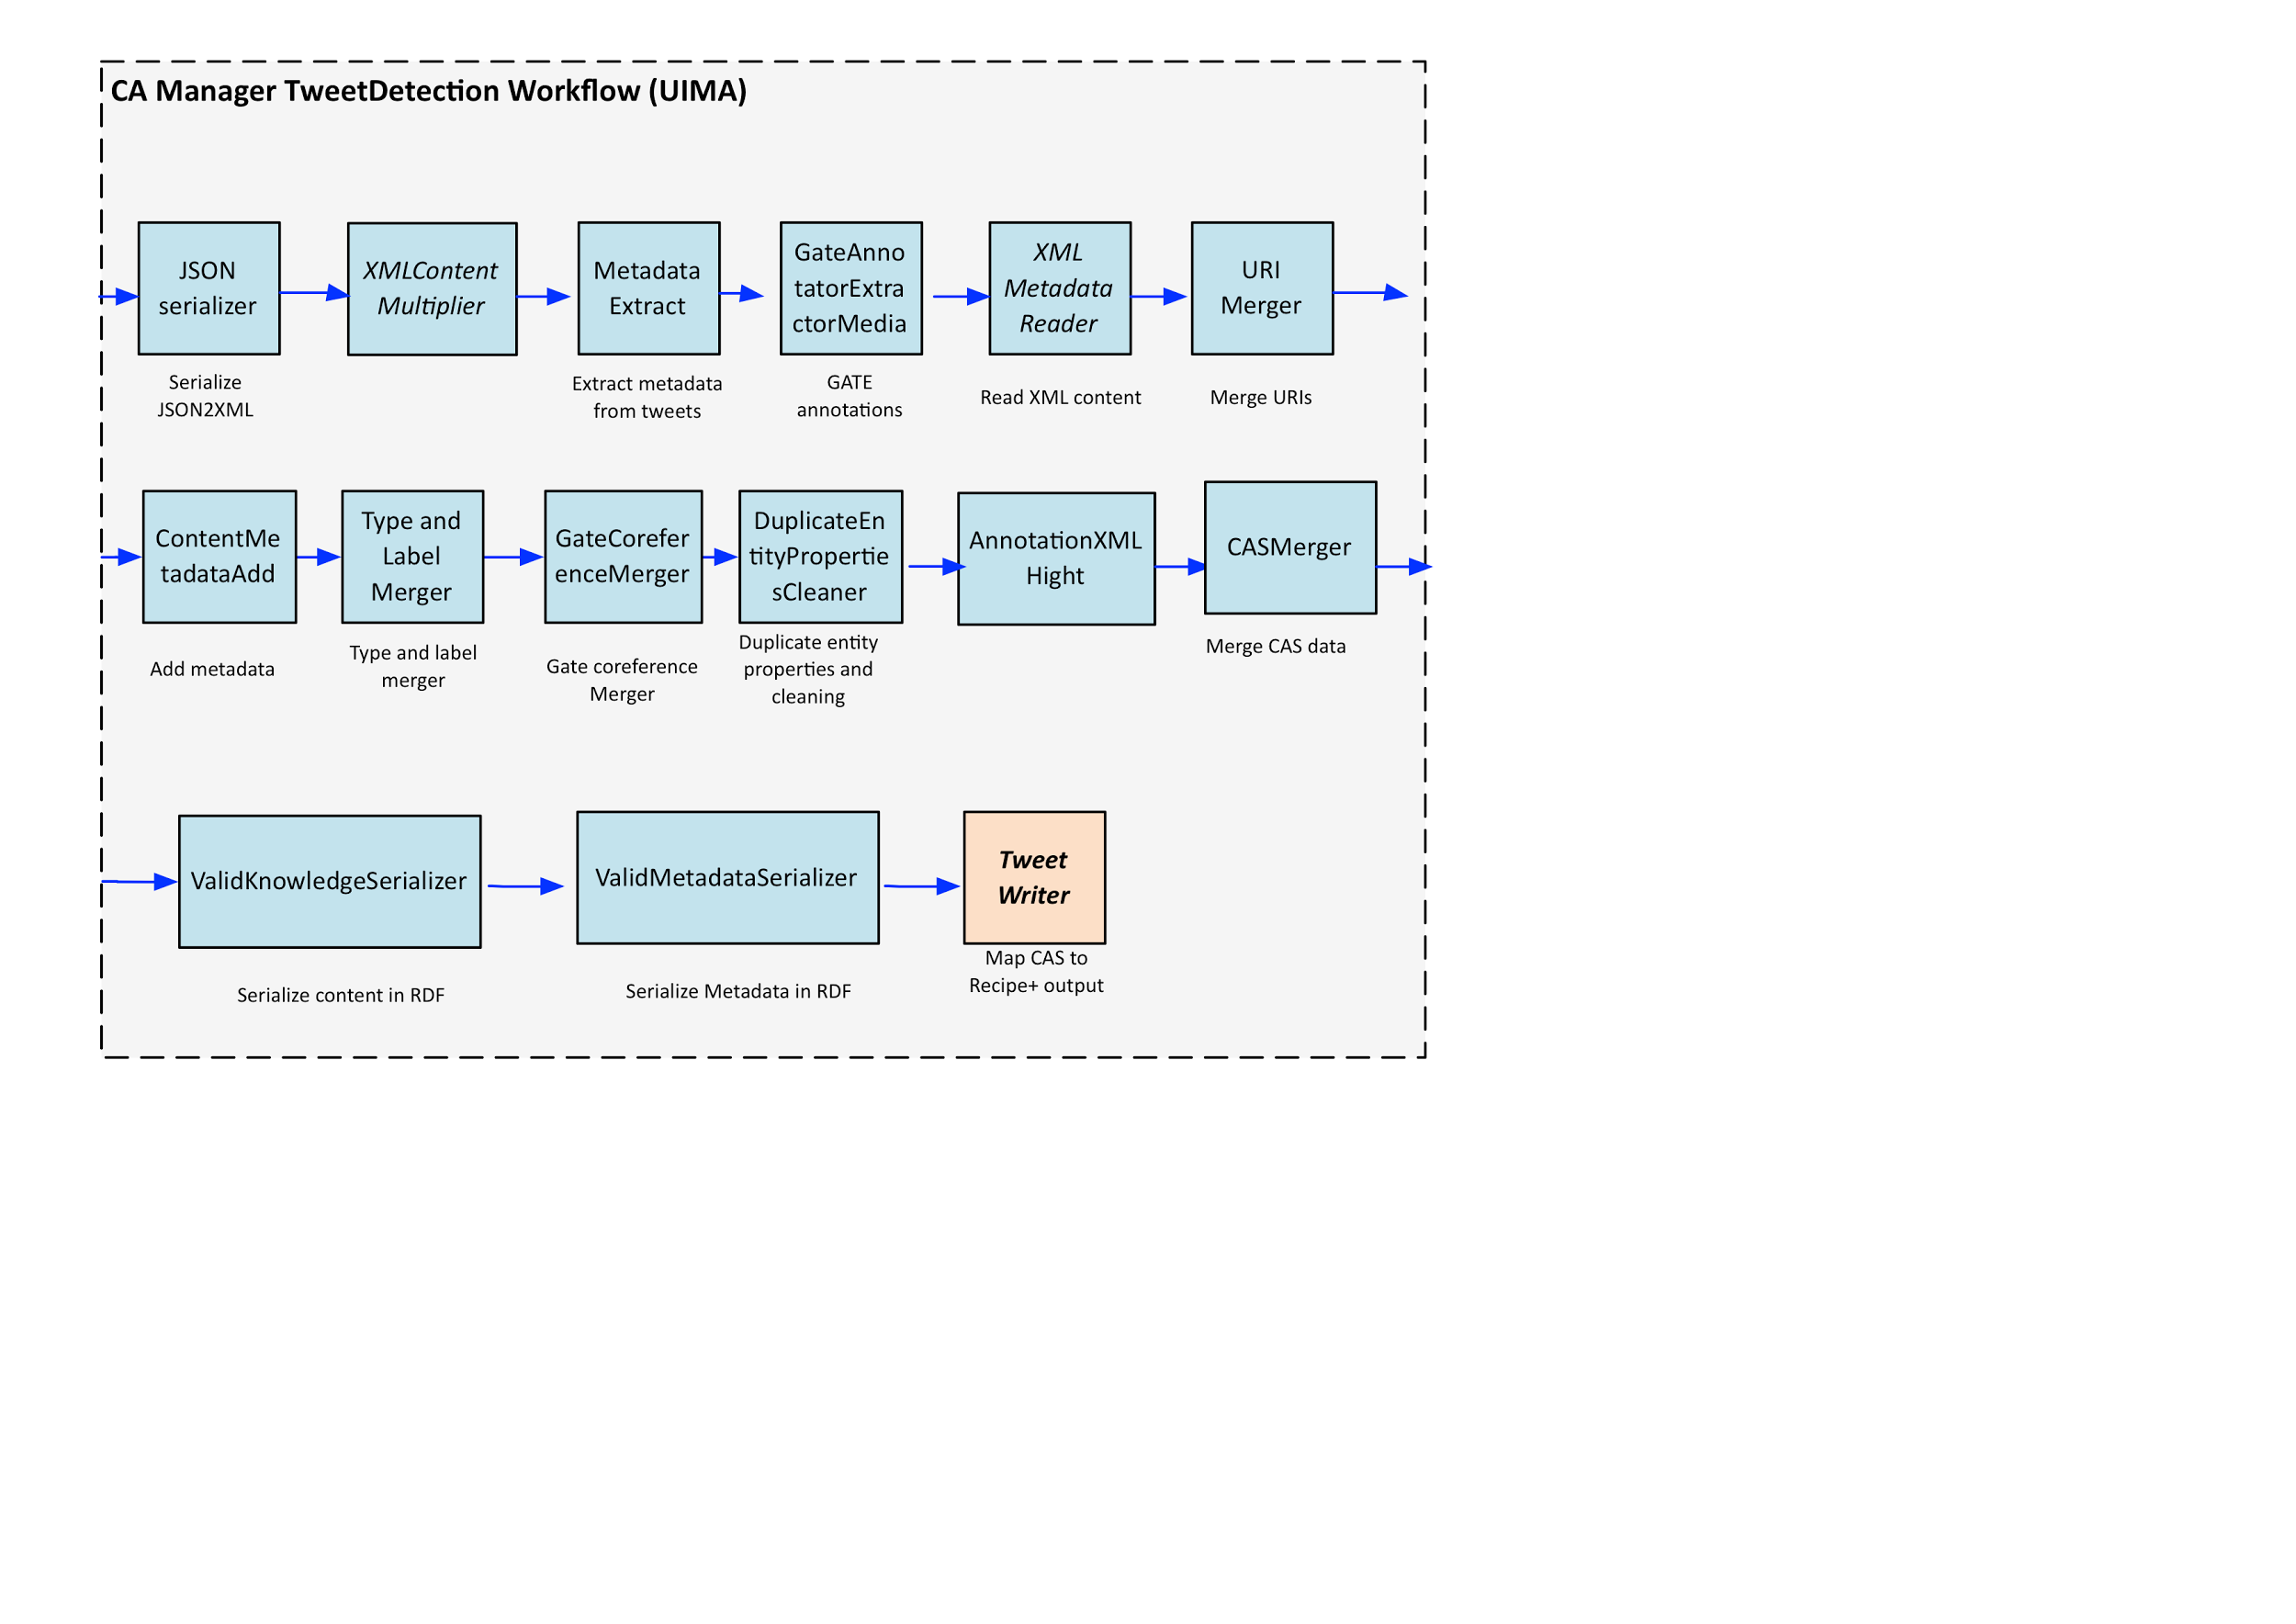 CA Manager TweetDetection Workflow (UIMA)
JSON
serializer
XMLContent
Multiplier
Metadata
Extract
GateAnno
tatorExtra
ctorMedia
XML
Metadata
Reader
URI
Merger
Serialize
JSON2XML
Extract metadata
from tweets
GATE
annotations
Read XML content
Merge URIs
ContentMe
tadataAdd
Type and
Label
Merger
GateCorefer
enceMerger
DuplicateEn
tityPropertie
sCleaner
AnnotationXML
Hight
CASMerger
Add metadata
Type and label
merger
Gate coreference
Merger
Duplicate entity
properties and
cleaning
Merge CAS data
ValidKnowledgeSerializer
ValidMetadataSerializer
Tweet
Writer
Serialize content in RDF
Serialize Metadata in RDF
Map CAS to
Recipe+ output